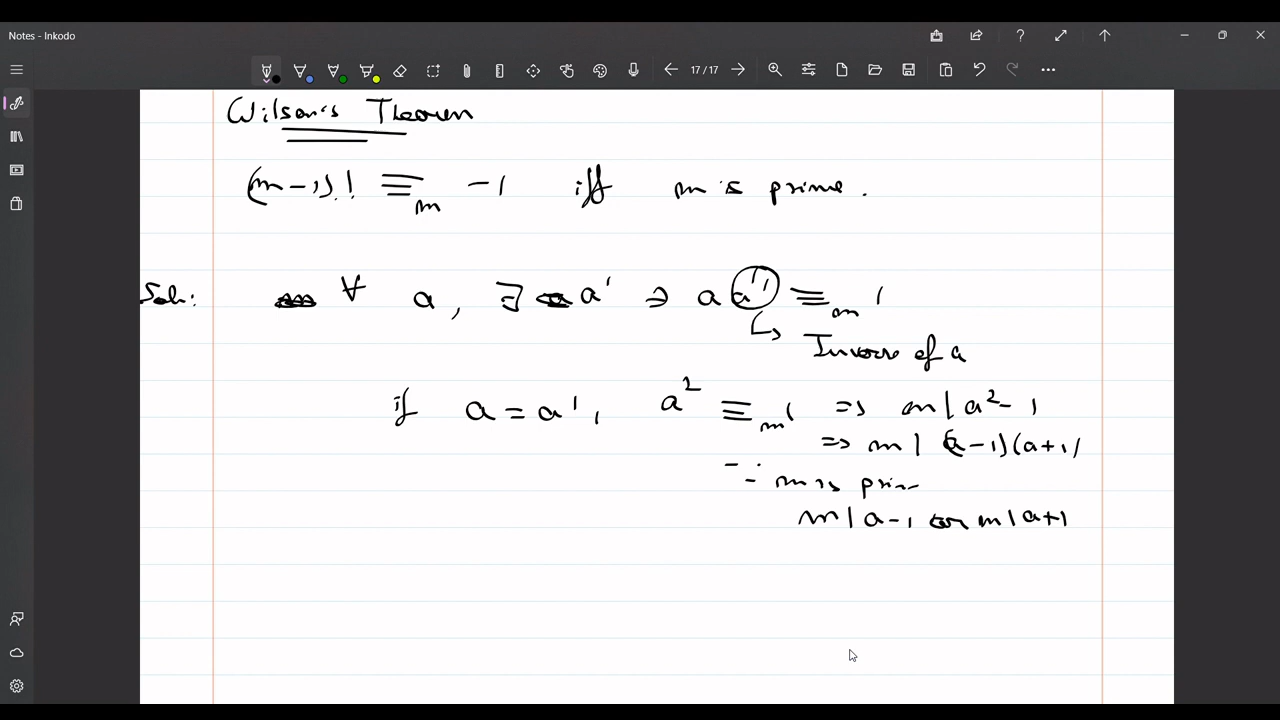 Notes - Inkodo
17/17
Wilson's Theorem
(m-1)! ≡m -1 iff m is prime.
Soln: ∀ a, ∃ a' ∋ a a' ≡m 1
↳ Inverse of a
if a = a', a² ≡m 1 => m | a² - 1
=> m | (a-1)(a+1)
∵ m is prime
m | a-1 or m | a+1